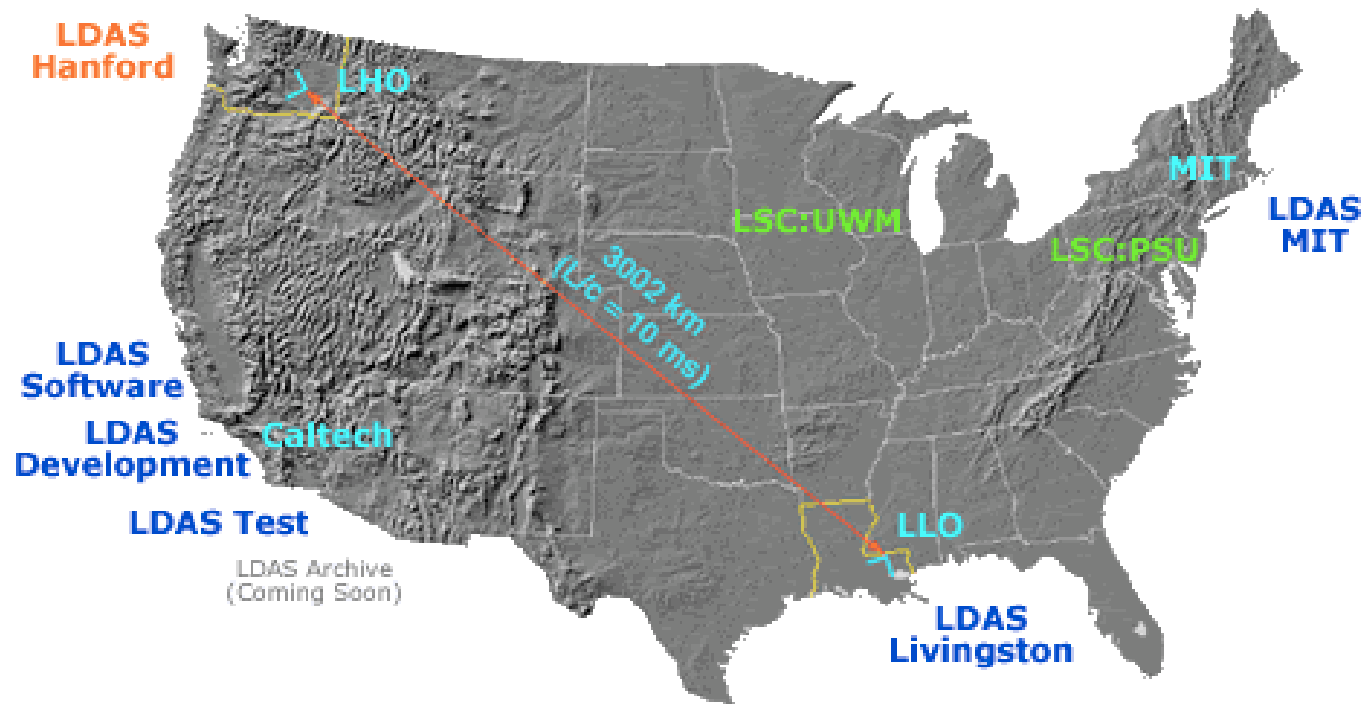 LDAS
Hanford
LHO
MIT
LDAS
MIT
LSC:UWM
LSC:PSU
3002 km
(L/c = 10 ms)
LDAS
Software
LDAS
Development
Caltech
LDAS Test
LDAS Archive
(Coming Soon)
LLO
LDAS
Livingston